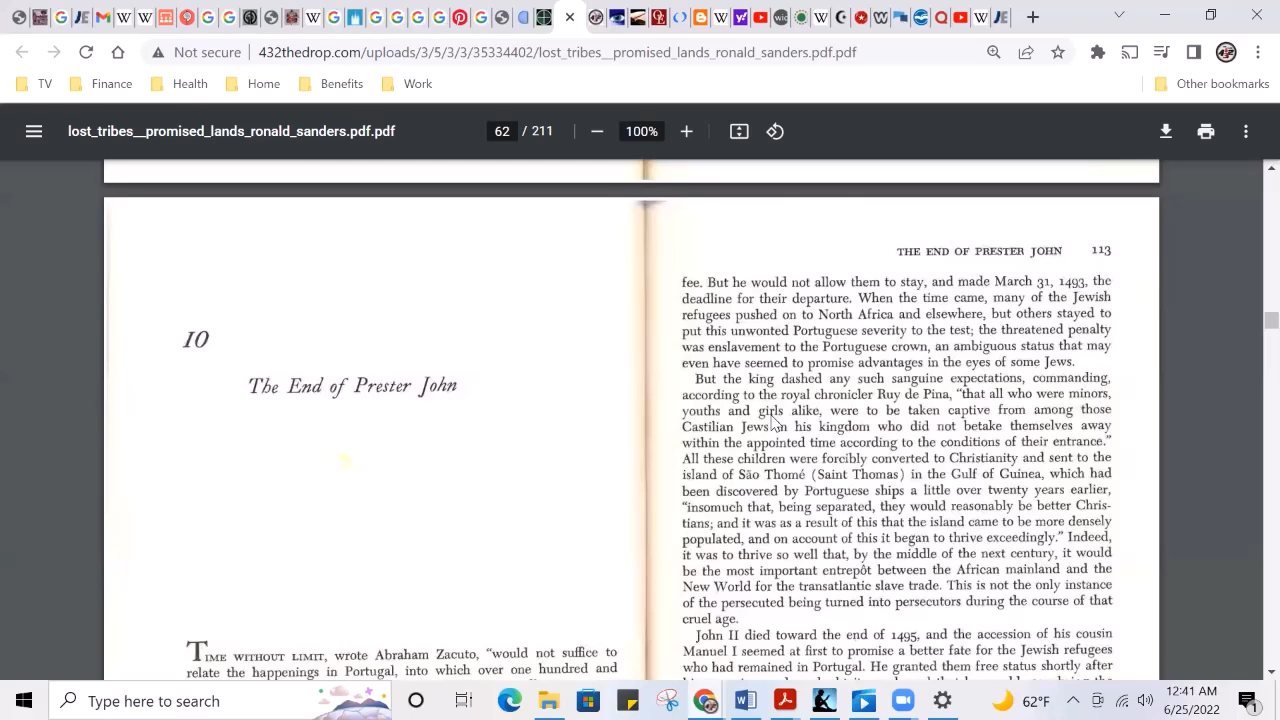 Not secure
432thedrop.com/uploads/3/5/3/3/35334402/lost_tribes__promised_lands_ronald_sanders.pdf.pdf
TV
Finance
Health
Home
Benefits
Work
Other bookmarks
lost_tribes__promised_lands_ronald_sanders.pdf.pdf
62 / 211
100%
10
The End of Prester John
TIME WITHOUT LIMIT, wrote Abraham Zacuto, “would not suffice to
relate the happenings in Portugal, into which over one hundred and
THE END OF PRESTER JOHN 113
fee. But he would not allow them to stay, and made March 31, 1493, the
deadline for their departure. When the time came, many of the Jewish
refugees pushed on to North Africa and elsewhere, but others stayed to
put this unwonted Portuguese severity to the test; the threatened penalty
was enslavement to the Portuguese crown, an ambiguous status that may
even have seemed to promise advantages in the eyes of some Jews.
But the king dashed any such sanguine expectations, commanding,
according to the royal chronicler Ruy de Pina, “that all who were minors,
youths and girls alike, were to be taken captive from among those
Castilian Jews in his kingdom who did not betake themselves away
within the appointed time according to the conditions of their entrance.”
All these children were forcibly converted to Christianity and sent to the
island of São Thomé (Saint Thomas) in the Gulf of Guinea, which had
been discovered by Portuguese ships a little over twenty years earlier,
“insomuch that, being separated, they would reasonably be better Chris-
tians; and it was as a result of this that the island came to be more densely
populated, and on account of this it began to thrive exceedingly.” Indeed,
it was to thrive so well that, by the middle of the next century, it would
be the most important entrepôt between the African mainland and the
New World for the transatlantic slave trade. This is not the only instance
of the persecuted being turned into persecutors during the course of that
cruel age.
John II died toward the end of 1495, and the accession of his cousin
Manuel I seemed at first to promise a better fate for the Jewish refugees
who had remained in Portugal. He granted them free status shortly after
Type here to search
62°F
12:41 AM
6/25/2022